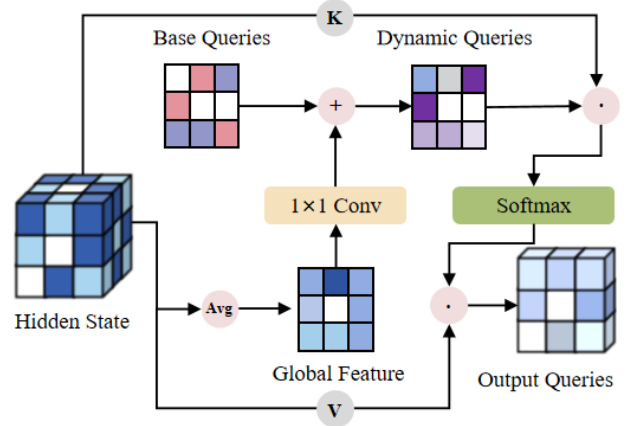 K
Base Queries
Dynamic Queries
+
·
1×1 Conv
Softmax
Hidden State
Avg
·
Global Feature
Output Queries
V